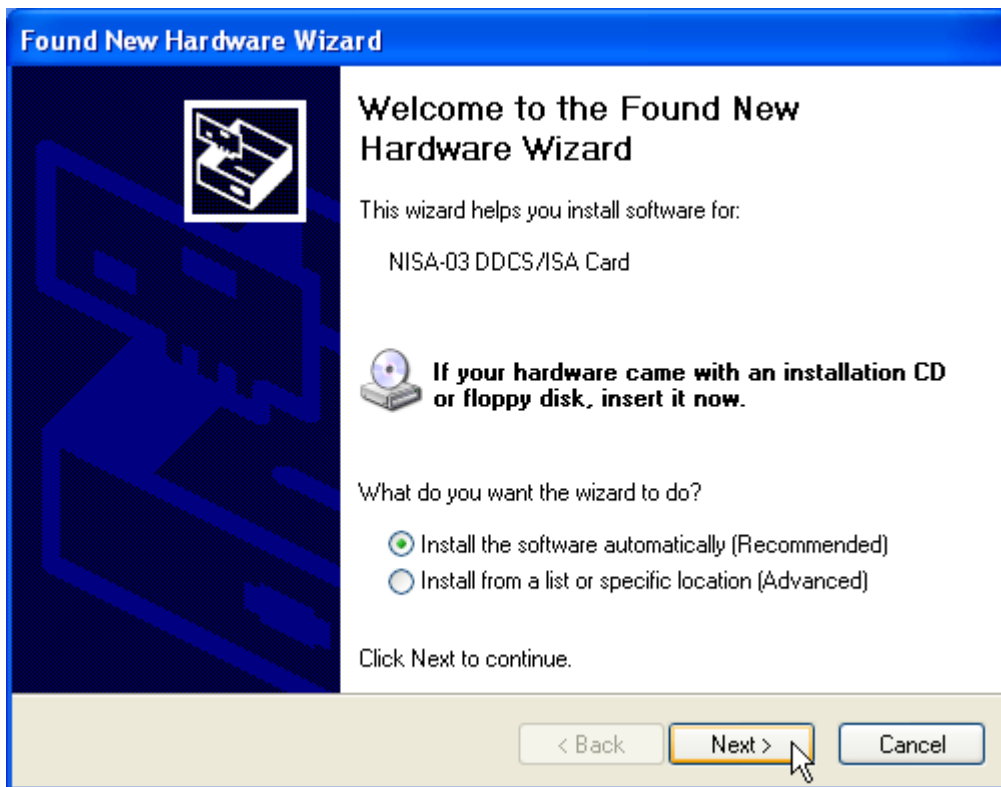 Found New Hardware Wizard
Welcome to the Found New
Hardware Wizard
This wizard helps you install software for:
NISA-03 DDCS/ISA Card
If your hardware came with an installation CD
or floppy disk, insert it now.
What do you want the wizard to do?
Install the software automatically (Recommended)
Install from a list or specific location (Advanced)
Click Next to continue.
< Back Next > Cancel